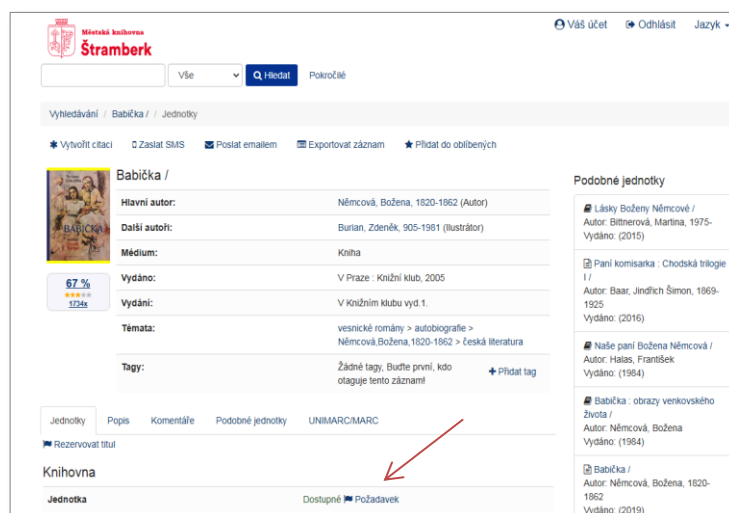 Městská knihovna
Štramberk
Váš účet Odhlásit Jazyk
Vše Hledat Pokročilé
Vyhledávání / Babička / / Jednotky
Vytvořit citaci Zaslat SMS Poslat emailem Exportovat záznam Přidat do oblíbených
Babička /
Hlavní autor: Němcová, Božena, 1820-1862 (Autor)
Další autoři: Burian, Zdeněk, 905-1981 (Ilustrátor)
Médium: Kniha
Vydáno: V Praze : Knižní klub, 2005
Vydání: V Knižním klubu vyd.1.
Témata: vesnické romány > autobiografie >
Němcová,Božena,1820-1862 > česká literatura
Tagy: Žádné tagy, Buďte první, kdo
otaguje tento záznam! Přidat tag
BABIČKA
67 %
1734x
Jednotky Popis Komentáře Podobné jednotky UNIMARC/MARC
Rezervovat titul
Knihovna
Jednotka Dostupné Požadavek
Podobné jednotky
Lásky Boženy Němcové /
Autor: Bittnerová, Martina, 1975-
Vydáno: (2015)
Paní komisarka : Chodská trilogie
I /
Autor: Baar, Jindřich Šimon, 1869-
1925
Vydáno: (2016)
Naše paní Božena Němcová /
Autor: Halas, František
Vydáno: (1984)
Babička : obrazy venkovského
života /
Autor: Němcová, Božena
Vydáno: (1984)
Babička /
Autor: Němcová, Božena, 1820-
1862
Vydáno: (2019)